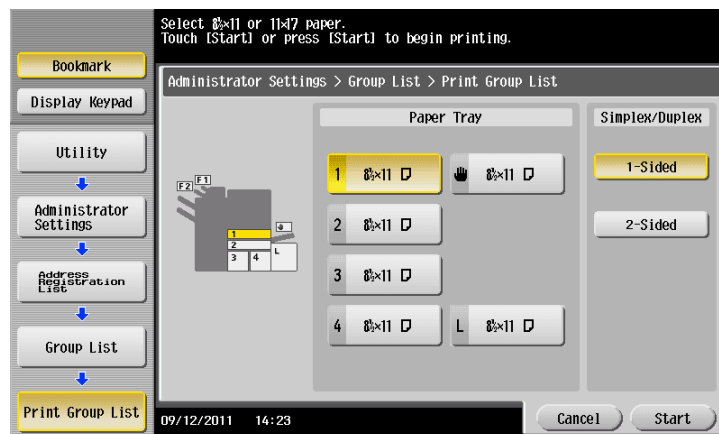 Select 8½×11 or 11×17 paper.
Touch [Start] or press [Start] to begin printing.
Bookmark
Display Keypad
Utility
Administrator
Settings
Address
Registration
List
Group List
Print Group List
Administrator Settings > Group List > Print Group List
Paper Tray
Simplex/Duplex
F2 F1
1
2
3 4 L
1 8½×11
8½×11
2 8½×11
3 8½×11
4 8½×11
L 8½×11
1-Sided
2-Sided
09/12/2011 14:23
Cancel
Start